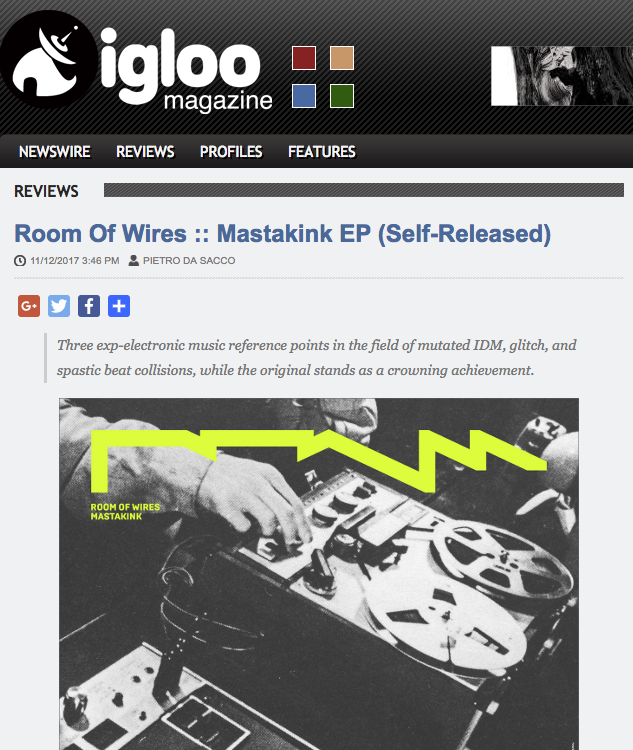 igloo
magazine
NEWSWIRE REVIEWS PROFILES FEATURES
REVIEWS
Room Of Wires :: Mastakink EP (Self-Released)
11/12/2017 3:46 PM PIETRO DA SACCO
G+ f +
Three exp-electronic music reference points in the field of mutated IDM, glitch, and
spastic beat collisions, while the original stands as a crowning achievement.
ROOM OF WIRES
MASTAKINK